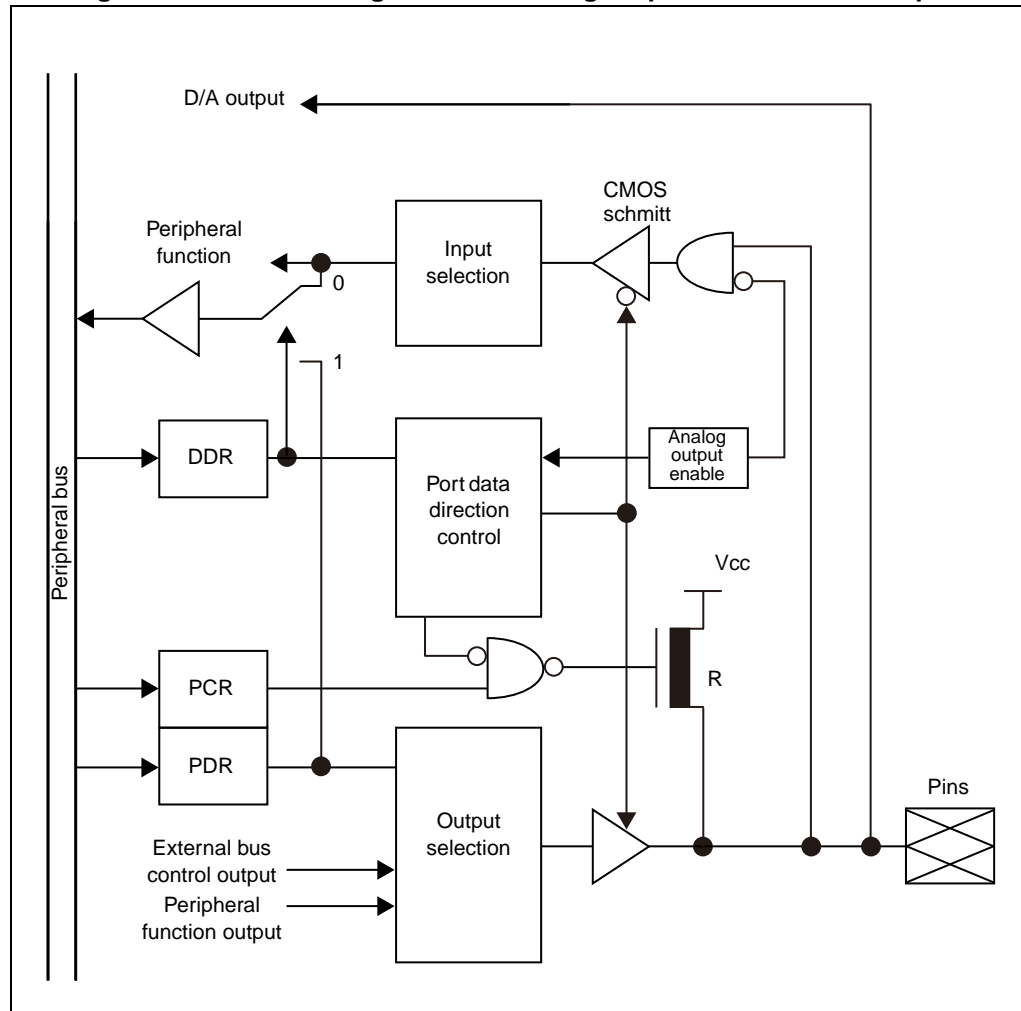 D/A output
CMOS
schmitt
Peripheral
function
Input
selection
0
1
DDR
Port data
direction
control
Analog
output
enable
Peripheral bus
Vcc
R
PCR
PDR
Output
selection
Pins
External bus
control output
Peripheral
function output